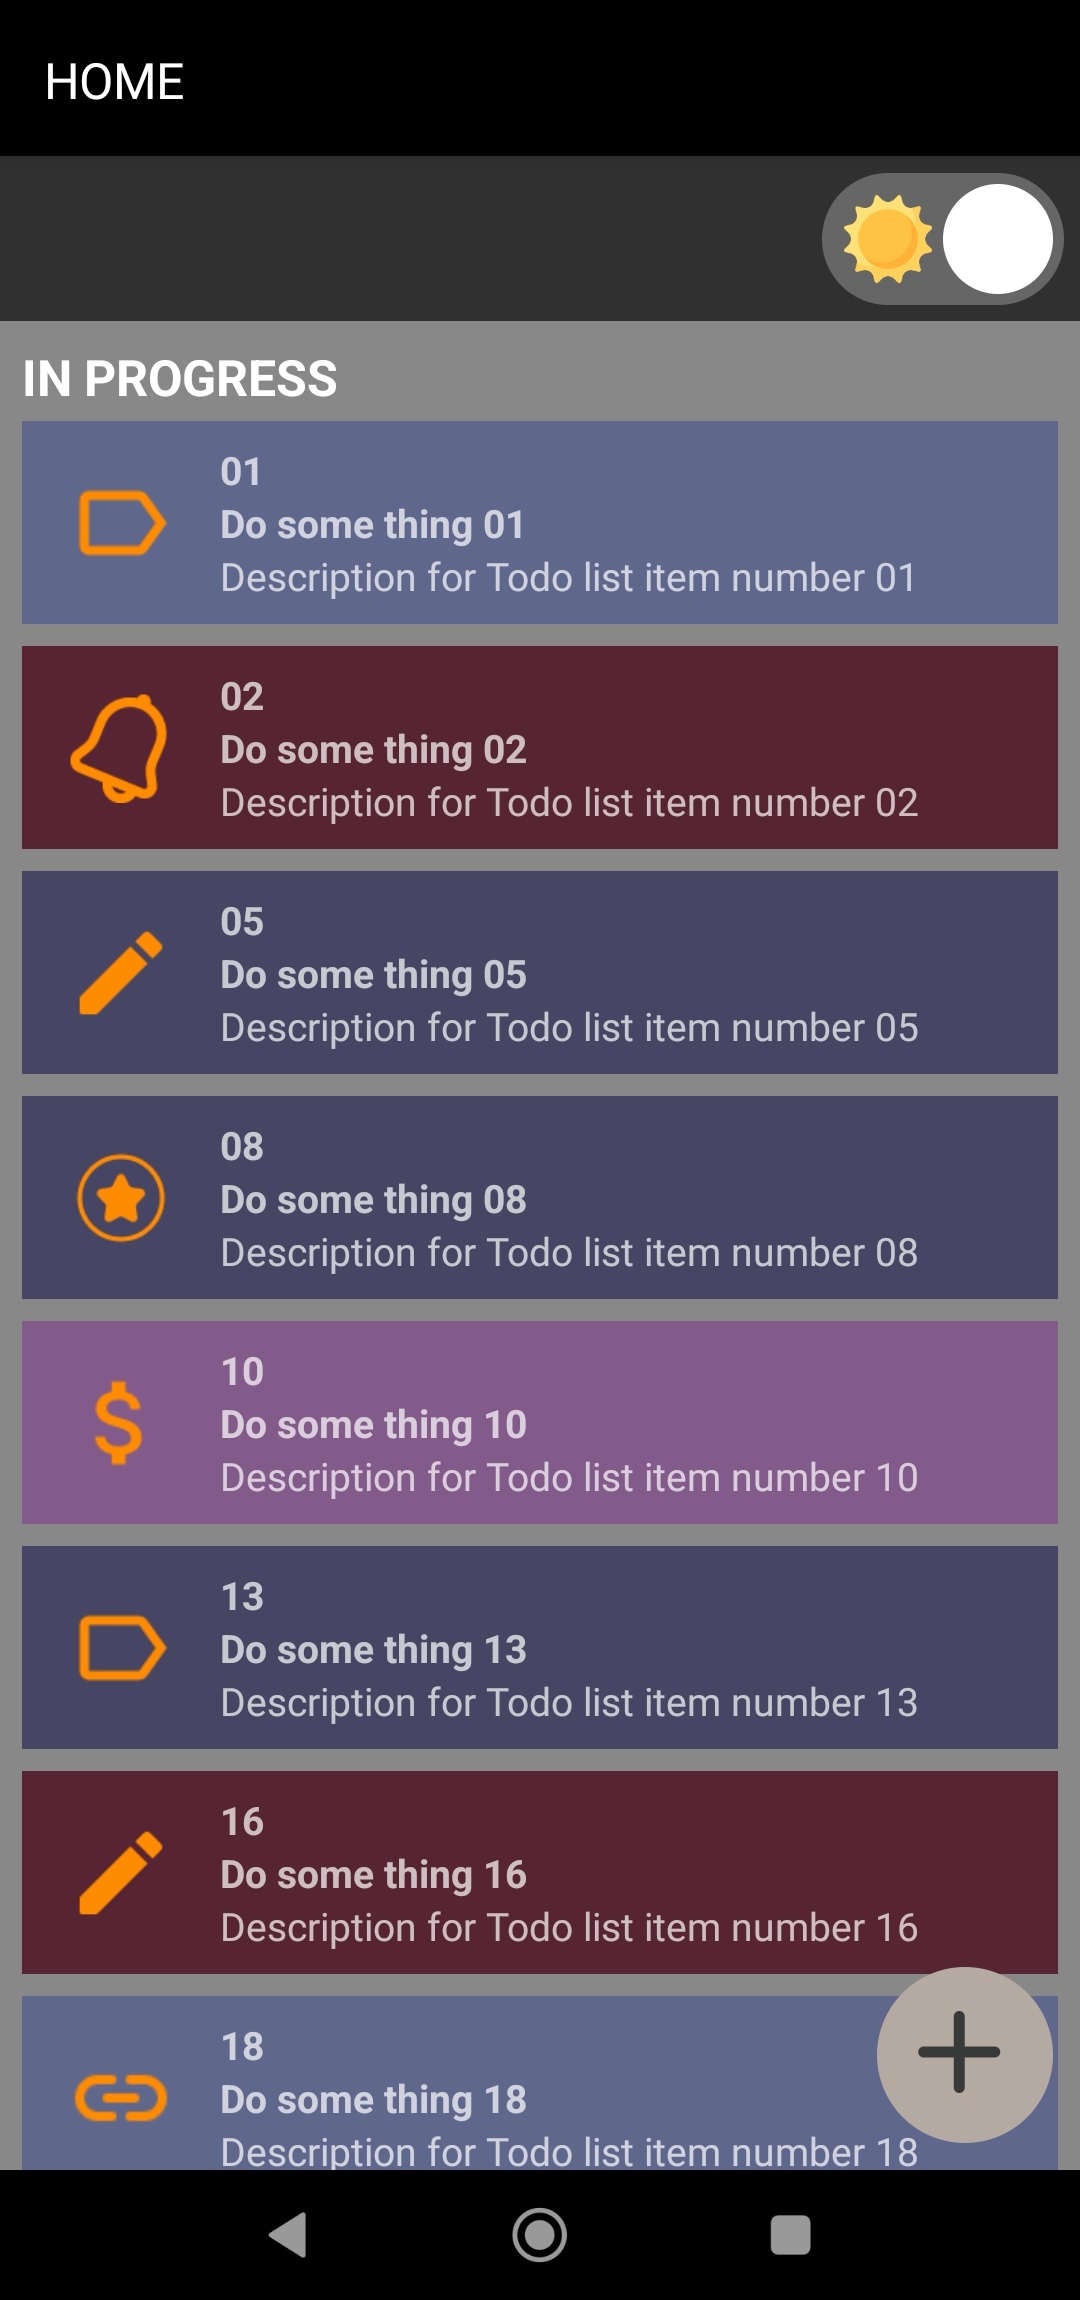 HOME
IN PROGRESS
01
Do some thing 01
Description for Todo list item number 01
02
Do some thing 02
Description for Todo list item number 02
05
Do some thing 05
Description for Todo list item number 05
08
Do some thing 08
Description for Todo list item number 08
10
Do some thing 10
Description for Todo list item number 10
13
Do some thing 13
Description for Todo list item number 13
16
Do some thing 16
Description for Todo list item number 16
18
Do some thing 18
Description for Todo list item number 18